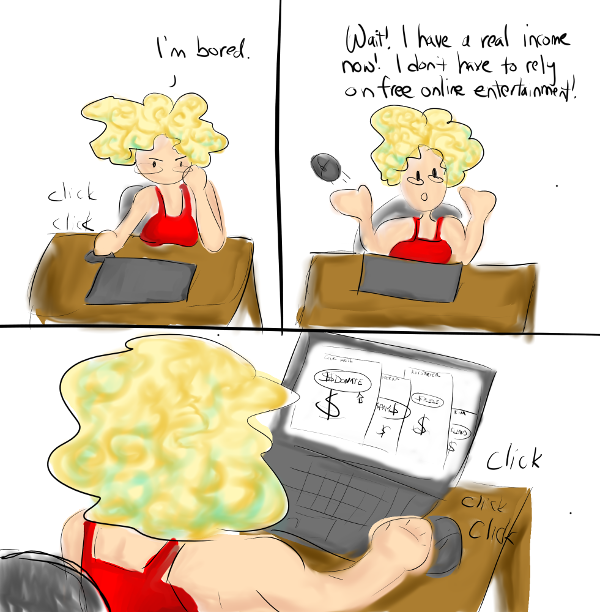 I'm bored.
click
click
Wait! I have a real income
now! I don't have to rely
on free online entertainment!
$$DONATE
$
$
$
$
click
click
click